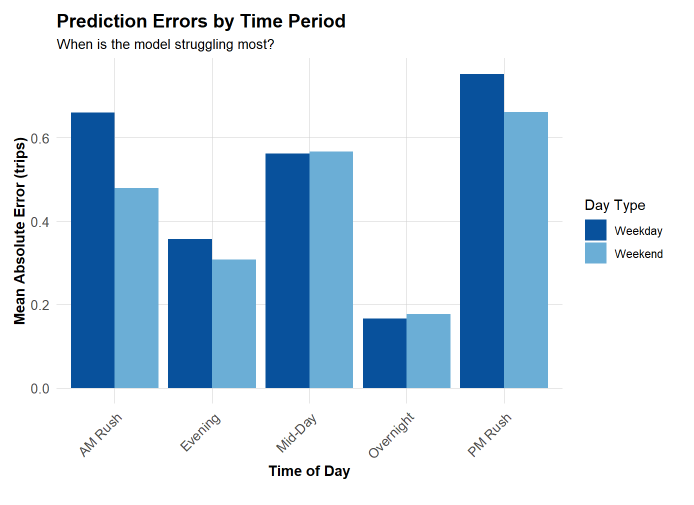 Prediction Errors by Time Period
When is the model struggling most?
Mean Absolute Error (trips)
0.6
0.4
0.2
0.0
AM Rush
Evening
Mid-Day
Overnight
PM Rush
Time of Day
Day Type
Weekday
Weekend